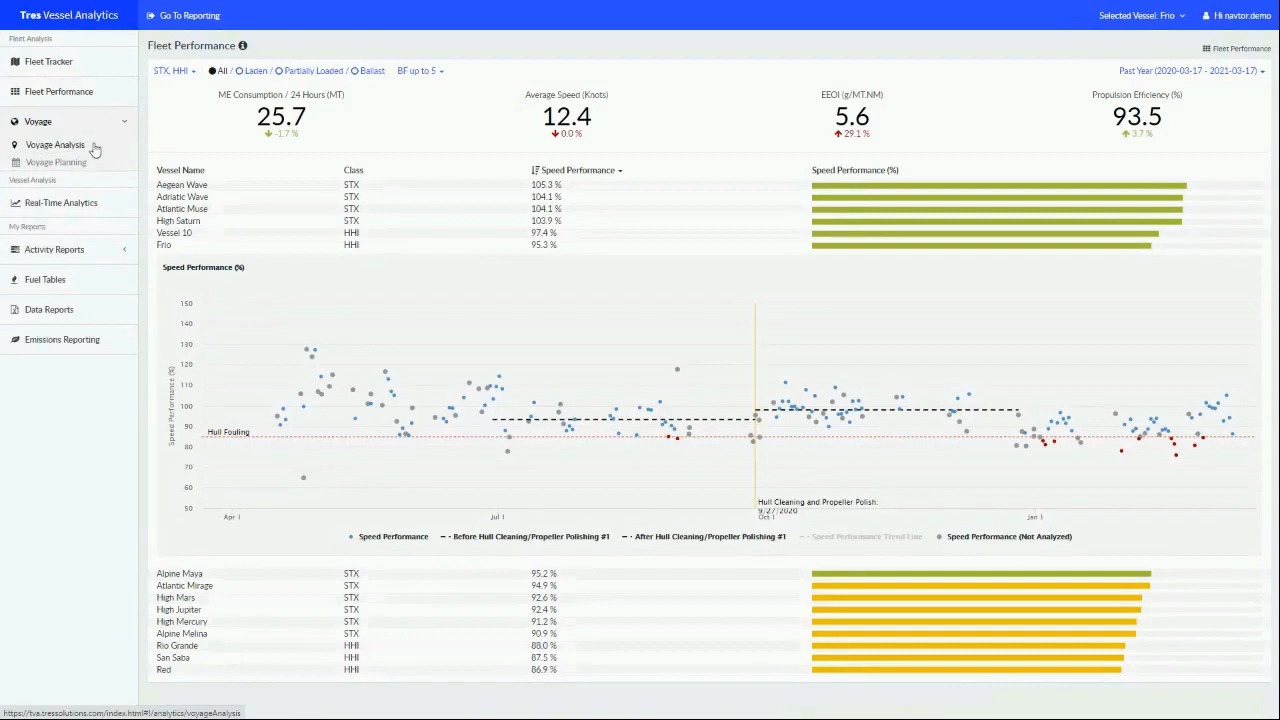 Tres Vessel Analytics
Go To Reporting
Selected Vessel: Frio
Hi navtor.demo
Fleet Analysis
Fleet Tracker
Fleet Performance
Voyage
Voyage Analysis
Voyage Planning
Vessel Analysis
Real-Time Analytics
My Reports
Activity Reports
Fuel Tables
Data Reports
Emissions Reporting
Fleet Performance
Fleet Performance
STX, HHI
All / Laden / Partially Loaded / Ballast
BF up to 5
Past Year (2020-03-17 - 2021-03-17)
ME Consumption / 24 Hours (MT)
25.7
-1.7 %
Average Speed (Knots)
12.4
0.0 %
EEOI (g/MT.NM)
5.6
29.1 %
Propulsion Efficiency (%)
93.5
3.7 %
Vessel Name Class Speed Performance Speed Performance (%)
Aegean Wave STX 105.3 %
Adriatic Wave STX 104.1 %
Atlantic Muse STX 104.1 %
High Saturn STX 103.9 %
Vessel 10 HHI 97.4 %
Frio HHI 95.3 %
Speed Performance (%)
Speed Performance (%)
150
140
130
120
110
100
90
80
70
60
50
Hull Fouling
Hull Cleaning and Propeller Polish:
9/27/2020
Apr 1 Jul 1 Oct 1 Jan 1
Speed Performance Before Hull Cleaning/Propeller Polishing #1 After Hull Cleaning/Propeller Polishing #1 Speed Performance Trend Line Speed Performance (Not Analyzed)
Alpine Maya STX 95.2 %
Atlantic Mirage STX 94.9 %
High Mars STX 92.6 %
High Jupiter STX 92.4 %
High Mercury STX 91.2 %
Alpine Melina STX 90.9 %
Rio Grande HHI 88.0 %
San Saba HHI 87.5 %
Red HHI 86.9 %
https://tva.tressolutions.com/index.html#!/analytics/voyageAnalysis